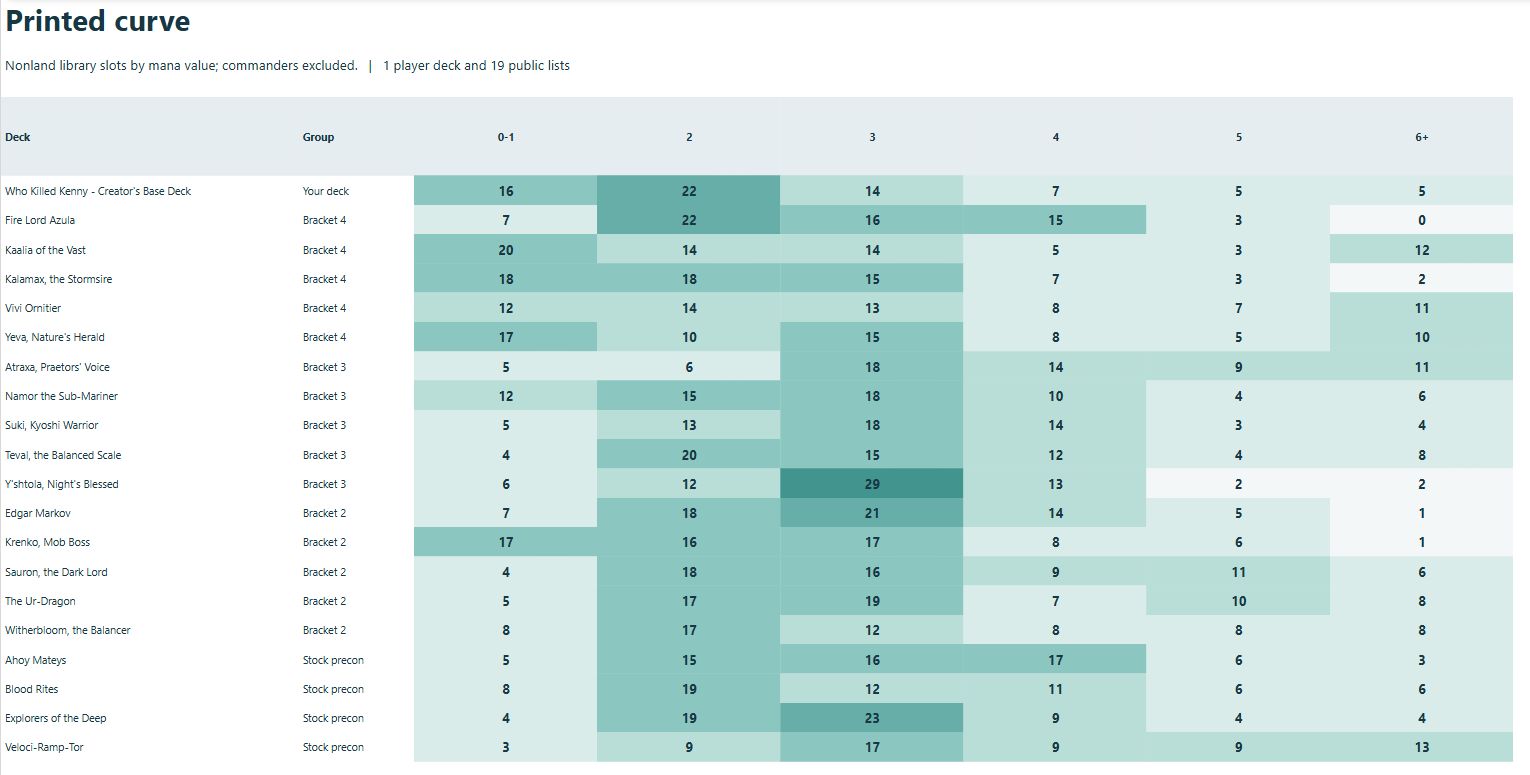 Printed curve
Nonland library slots by mana value; commanders excluded. | 1 player deck and 19 public lists
Deck Group 0-1 2 3 4 5 6+
Who Killed Kenny - Creator's Base Deck Your deck 16 22 14 7 5 5
Fire Lord Azula Bracket 4 7 22 16 15 3 0
Kaalia of the Vast Bracket 4 20 14 14 5 3 12
Kalamax, the Stormsire Bracket 4 18 18 15 7 3 2
Vivi Ornitier Bracket 4 12 14 13 8 7 11
Yeva, Nature's Herald Bracket 4 17 10 15 8 5 10
Atraxa, Praetors' Voice Bracket 3 5 6 18 14 9 11
Namor the Sub-Mariner Bracket 3 12 15 18 10 4 6
Suki, Kyoshi Warrior Bracket 3 5 13 18 14 3 4
Teval, the Balanced Scale Bracket 3 4 20 15 12 4 8
Y'shtola, Night's Blessed Bracket 3 6 12 29 13 2 2
Edgar Markov Bracket 2 7 18 21 14 5 1
Krenko, Mob Boss Bracket 2 17 16 17 8 6 1
Sauron, the Dark Lord Bracket 2 4 18 16 9 11 6
The Ur-Dragon Bracket 2 5 17 19 7 10 8
Witherbloom, the Balancer Bracket 2 8 17 12 8 8 8
Ahoy Mateys Stock precon 5 15 16 17 6 3
Blood Rites Stock precon 8 19 12 11 6 6
Explorers of the Deep Stock precon 4 19 23 9 4 4
Veloci-Ramp-Tor Stock precon 3 9 17 9 9 13